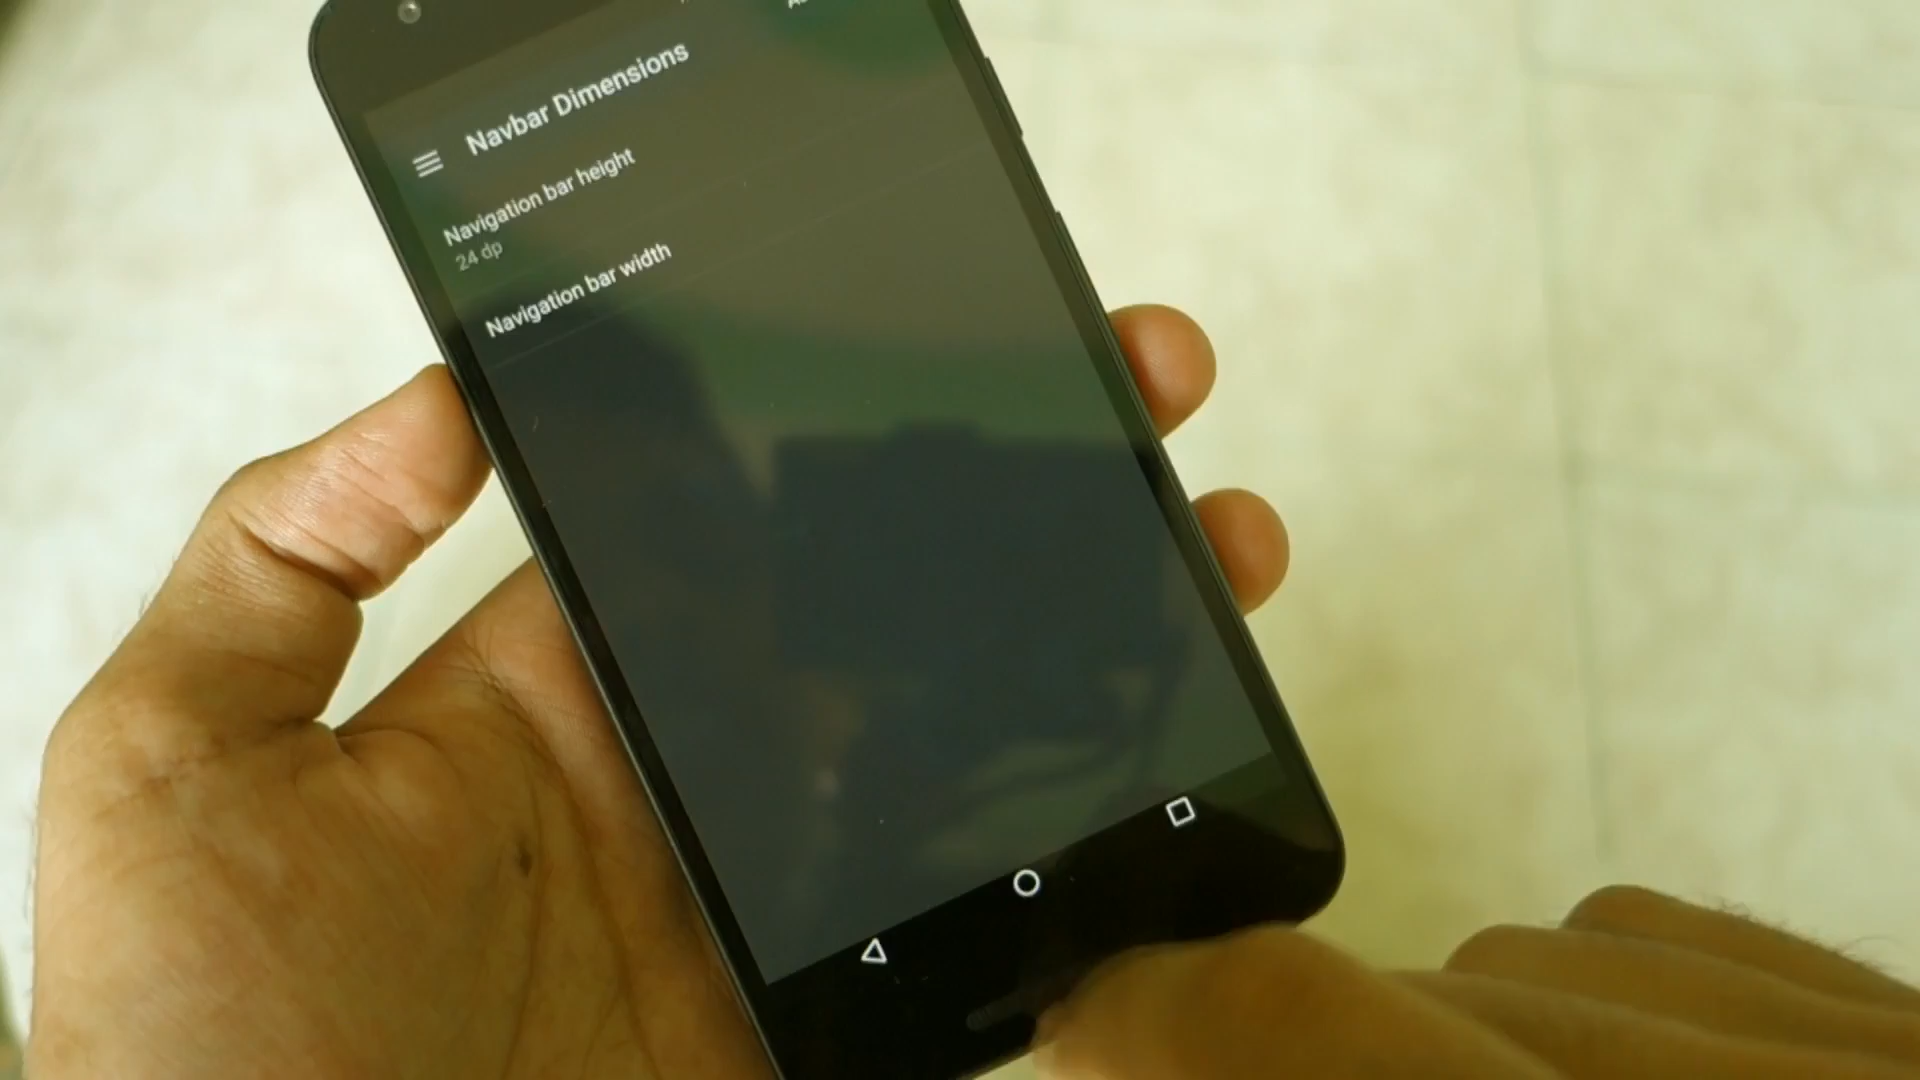 Navbar Dimensions
Navigation bar height
24 dp
Navigation bar width